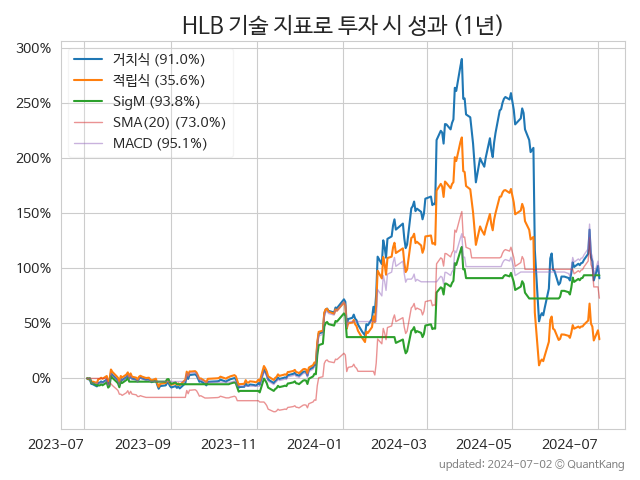 HLB 기술 지표로 투자 시 성과 (1년)
300%
250%
200%
150%
100%
50%
0%
거치식 (91.0%)
적립식 (35.6%)
SigM (93.8%)
SMA(20) (73.0%)
MACD (95.1%)
2023-07 2023-09 2023-11 2024-01 2024-03 2024-05 2024-07
updated: 2024-07-02 © QuantKang